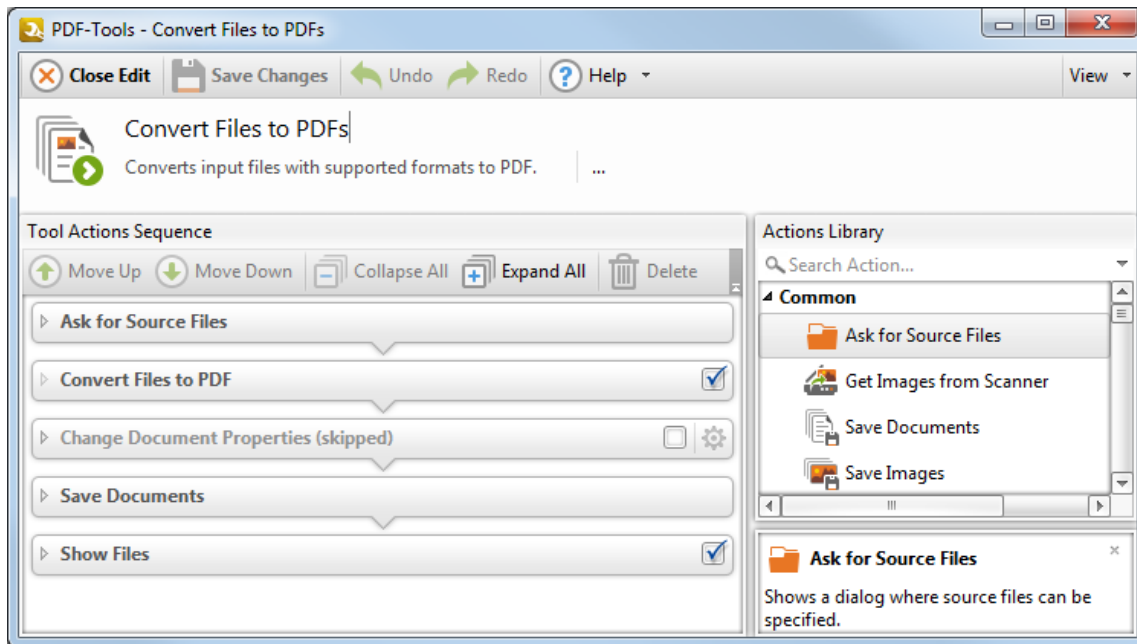 PDF-Tools - Convert Files to PDFs
Close Edit Save Changes Undo Redo Help View
Convert Files to PDFs
Converts input files with supported formats to PDF. ...
Tool Actions Sequence
Move Up Move Down Collapse All Expand All Delete
Ask for Source Files
Convert Files to PDF
Change Document Properties (skipped)
Save Documents
Show Files
Actions Library
Search Action...
Common
Ask for Source Files
Get Images from Scanner
Save Documents
Save Images
Ask for Source Files
Shows a dialog where source files can be
specified.